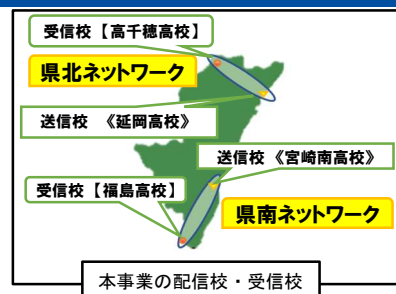 受信校【高千穂高校】
県北ネットワーク
送信校 《延岡高校》
送信校 《宮崎南高校》
受信校【福島高校】
県南ネットワーク
本事業の配信校・受信校